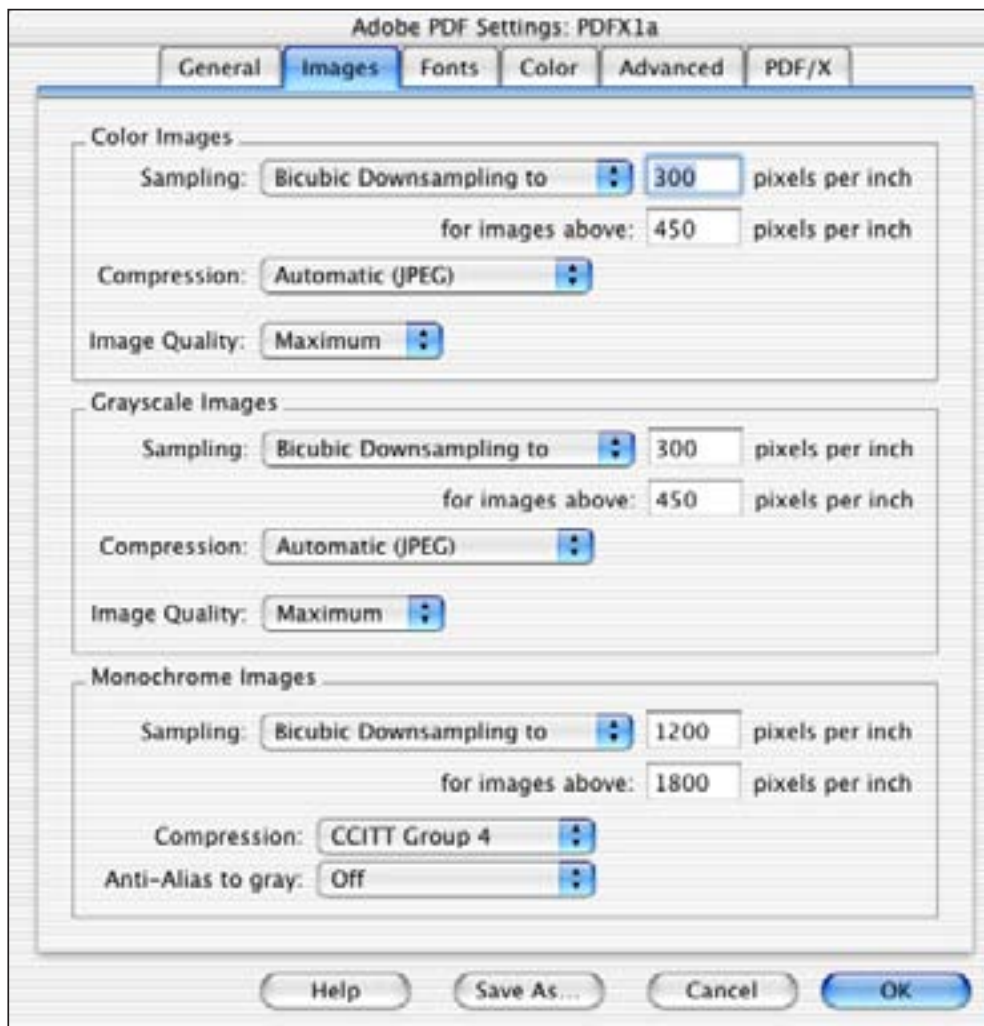 Adobe PDF Settings: PDFX1a
General Images Fonts Color Advanced PDF/X
Color Images
Sampling: Bicubic Downsampling to 300 pixels per inch
for images above: 450 pixels per inch
Compression: Automatic (JPEG)
Image Quality: Maximum
Grayscale Images
Sampling: Bicubic Downsampling to 300 pixels per inch
for images above: 450 pixels per inch
Compression: Automatic (JPEG)
Image Quality: Maximum
Monochrome Images
Sampling: Bicubic Downsampling to 1200 pixels per inch
for images above: 1800 pixels per inch
Compression: CCITT Group 4
Anti-Alias to gray: Off
Help Save As... Cancel OK